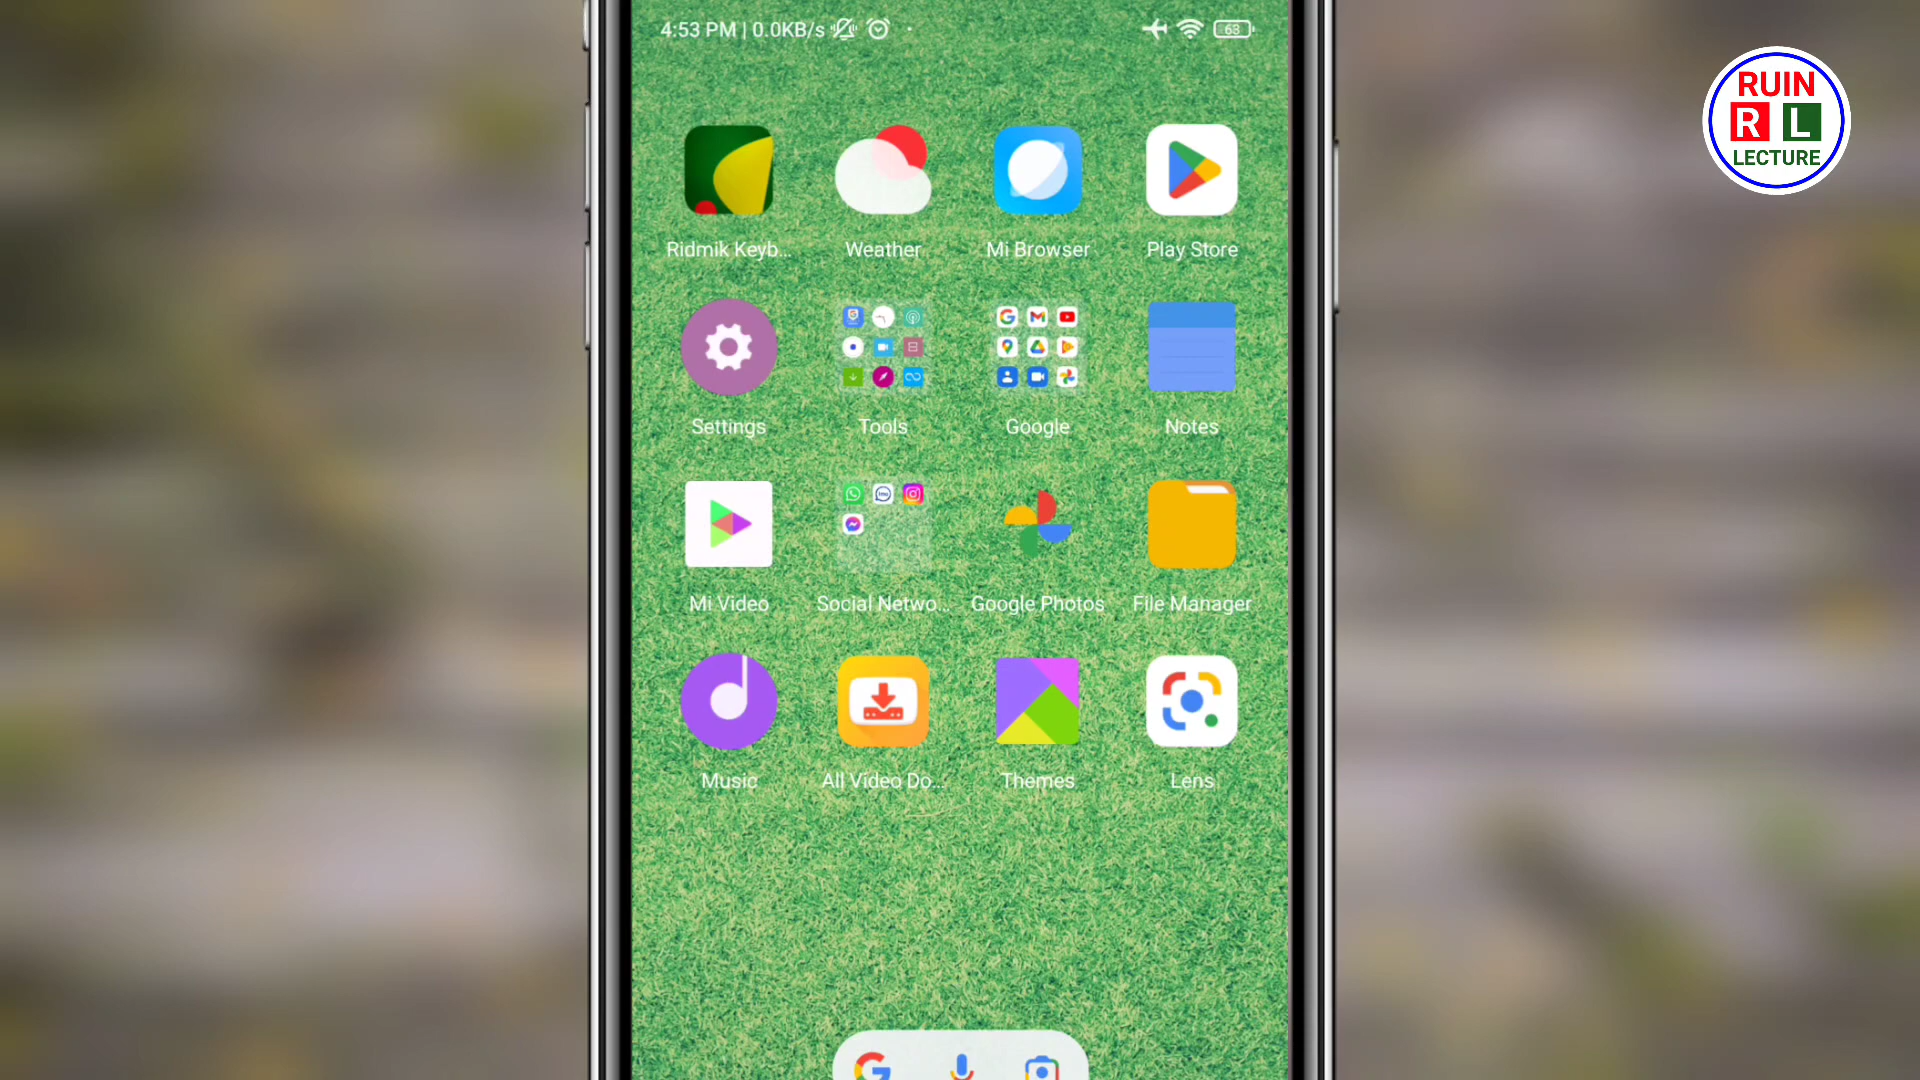 4:53 PM | 0.0KB/s
63
RUIN
R L
LECTURE
Ridmik Keyb...
Weather
Mi Browser
Play Store
Settings
Tools
Google
Notes
Mi Video
Social Netwo...
Google Photos
File Manager
Music
All Video Do...
Themes
Lens